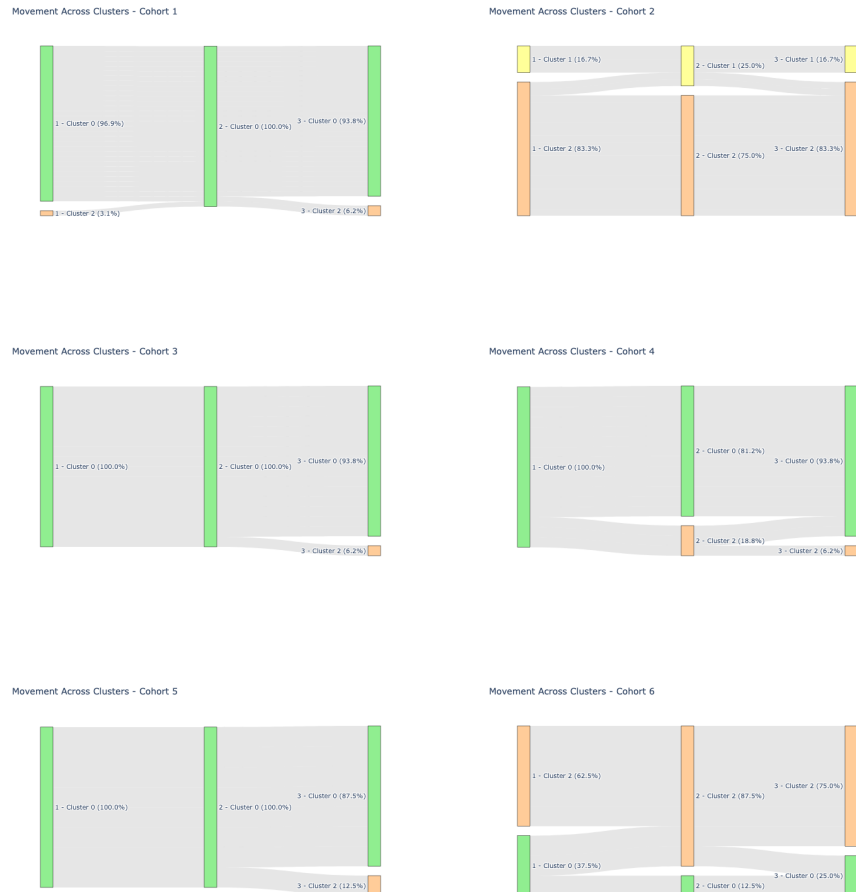 Movement Across Clusters - Cohort 1
1 - Cluster 0 (96.9%)
2 - Cluster 0 (100.0%)
3 - Cluster 0 (93.8%)
1 - Cluster 2 (3.1%)
3 - Cluster 2 (6.2%)
Movement Across Clusters - Cohort 2
1 - Cluster 1 (16.7%)
2 - Cluster 1 (25.0%)
3 - Cluster 1 (16.7%)
1 - Cluster 2 (83.3%)
2 - Cluster 2 (75.0%)
3 - Cluster 2 (83.3%)
Movement Across Clusters - Cohort 3
1 - Cluster 0 (100.0%)
2 - Cluster 0 (100.0%)
3 - Cluster 0 (93.8%)
3 - Cluster 2 (6.2%)
Movement Across Clusters - Cohort 4
1 - Cluster 0 (100.0%)
2 - Cluster 0 (81.2%)
3 - Cluster 0 (93.8%)
2 - Cluster 2 (18.8%)
3 - Cluster 2 (6.2%)
Movement Across Clusters - Cohort 5
1 - Cluster 0 (100.0%)
2 - Cluster 0 (100.0%)
3 - Cluster 0 (87.5%)
3 - Cluster 2 (12.5%)
Movement Across Clusters - Cohort 6
1 - Cluster 2 (62.5%)
2 - Cluster 2 (87.5%)
3 - Cluster 2 (75.0%)
1 - Cluster 0 (37.5%)
2 - Cluster 0 (12.5%)
3 - Cluster 0 (25.0%)